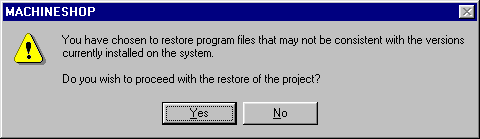 MACHINESHOP
You have chosen to restore program files that may not be consistent with the versions
currently installed on the system.
Do you wish to proceed with the restore of the project?
Yes
No